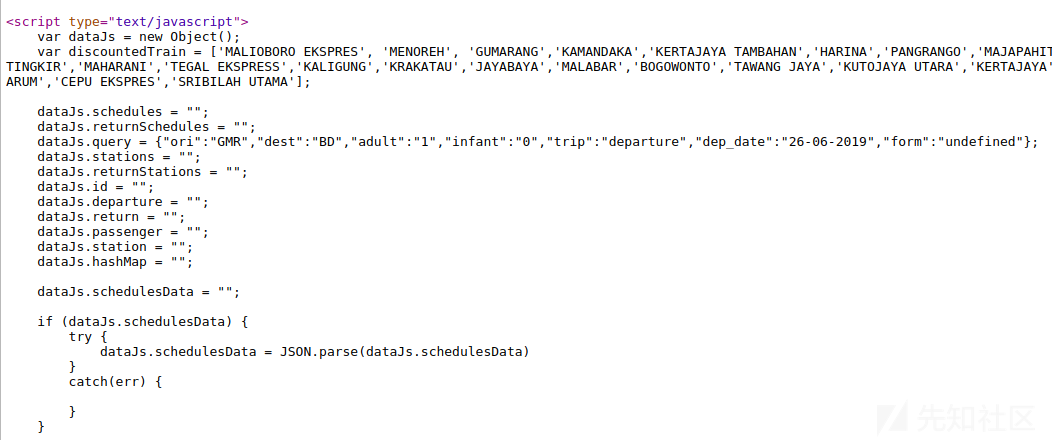 <script type="text/javascript">
var dataJs = new Object();
var discountedTrain = ['MALIOBORO EKSPRES', 'MENOREH', 'GUMARANG','KAMANDAKA','KERTAJAYA TAMBAHAN','HARINA','PANGRANGO','MAJAPAHIT
TINGKIR','MAHARANI','TEGAL EKSPRESS','KALIGUNG','KRAKATAU','JAYABAYA','MALABAR','BOGOWONTO','TAWANG JAYA','KUTOJAYA UTARA','KERTAJAYA'
ARUM','CEPU EKSPRES','SRIBILAH UTAMA'];
dataJs.schedules = "";
dataJs.returnSchedules = "";
dataJs.query = {"ori":"GMR","dest":"BD","adult":"1","infant":"0","trip":"departure","dep_date":"26-06-2019","form":"undefined"};
dataJs.stations = "";
dataJs.returnStations = "";
dataJs.id = "";
dataJs.departure = "";
dataJs.return = "";
dataJs.passenger = "";
dataJs.station = "";
dataJs.hashMap = "";
dataJs.schedulesData = "";
if (dataJs.schedulesData) {
try {
dataJs.schedulesData = JSON.parse(dataJs.schedulesData)
}
catch(err) {
}
}
先知社区